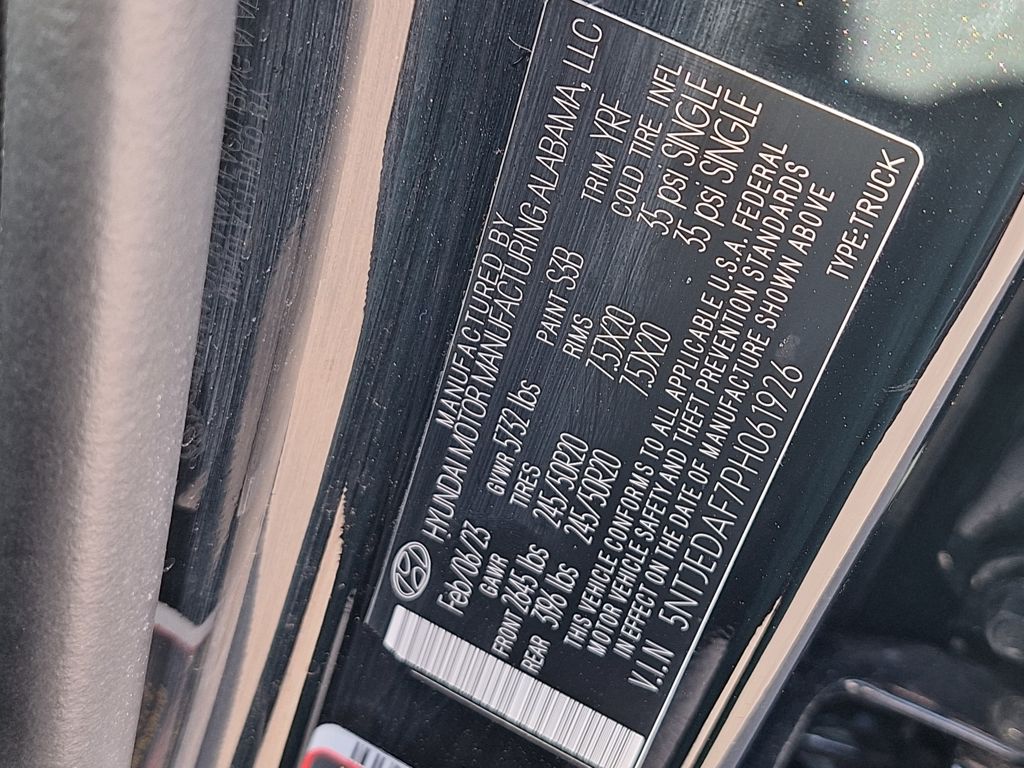 MANUFACTURED BY
HYUNDAI MOTOR MANUFACTURING ALABAMA, LLC
Feb/06/23 GVWR 5732 lbs PAINT S3B TRIM YRF
GAWR TIRES RIMS COLD TIRE INFL
FRONT 2645 lbs 245/50R20 7.5JX20 35 psi SINGLE
REAR 3196 lbs 245/50R20 7.5JX20 35 psi SINGLE
THIS VEHICLE CONFORMS TO ALL APPLICABLE U.S.A. FEDERAL
MOTOR VEHICLE SAFETY AND THEFT PREVENTION STANDARDS
IN EFFECT ON THE DATE OF MANUFACTURE SHOWN ABOVE
V.I.N 5NTJEDAF7PH061926 TYPE:TRUCK